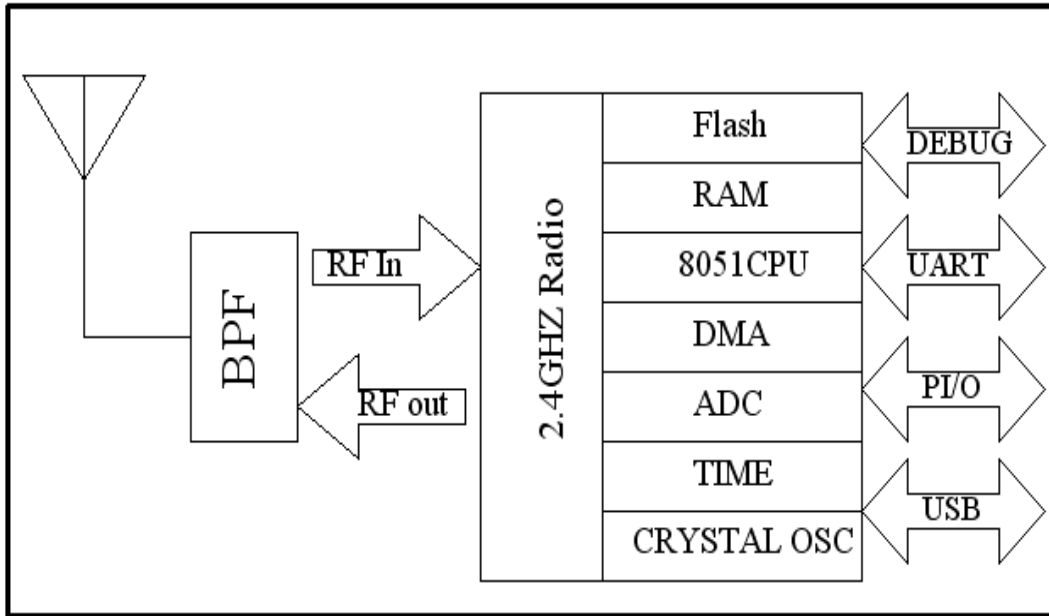 BPF
RF In
RF out
2.4GHZ Radio
Flash
RAM
8051CPU
DMA
ADC
TIME
CRYSTAL OSC
DEBUG
UART
PI/O
USB